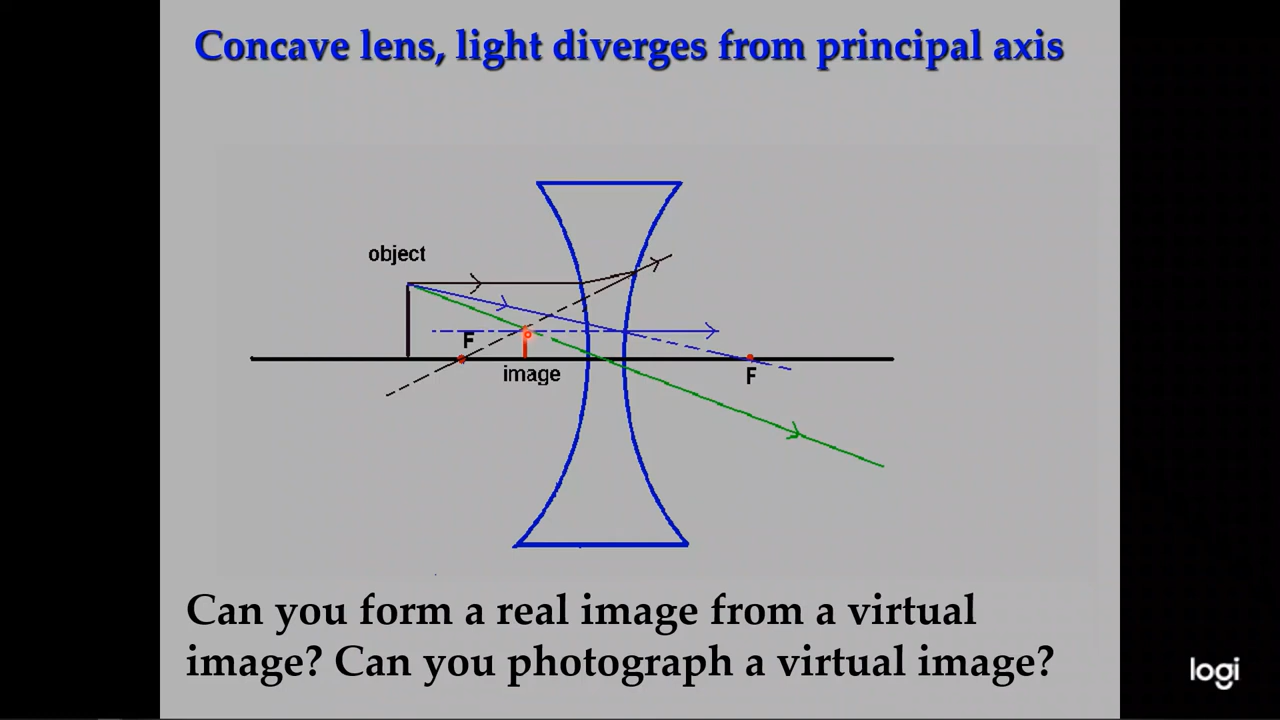 Concave lens, light diverges from principal axis
object
F
image
F
Can you form a real image from a virtual
image? Can you photograph a virtual image?
logi